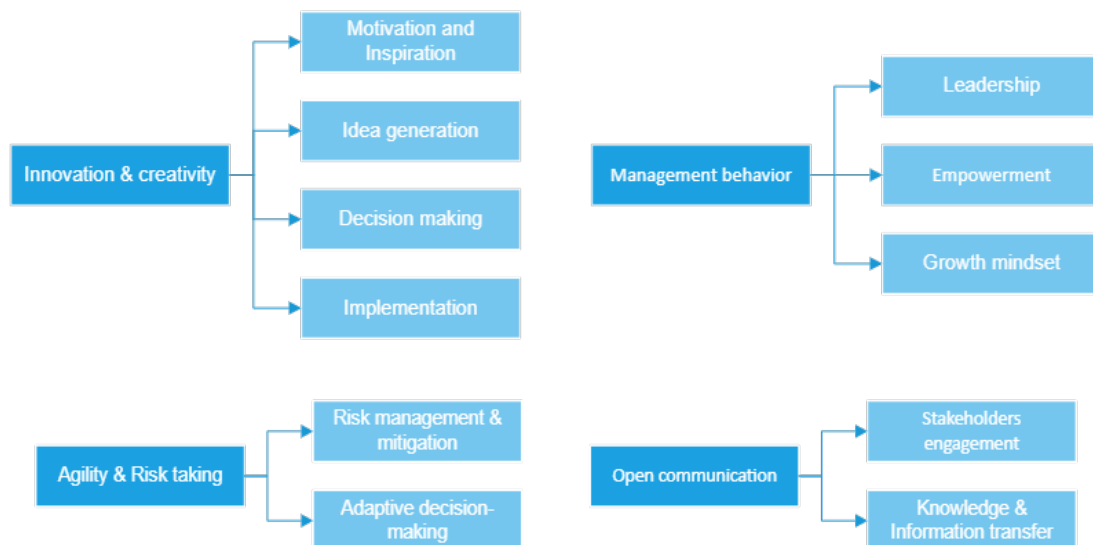 Innovation & creativity
Motivation and
Inspiration
Idea generation
Decision making
Implementation
Management behavior
Leadership
Empowerment
Growth mindset
Agility & Risk taking
Risk management &
mitigation
Adaptive decision-
making
Open communication
Stakeholders
engagement
Knowledge &
Information transfer